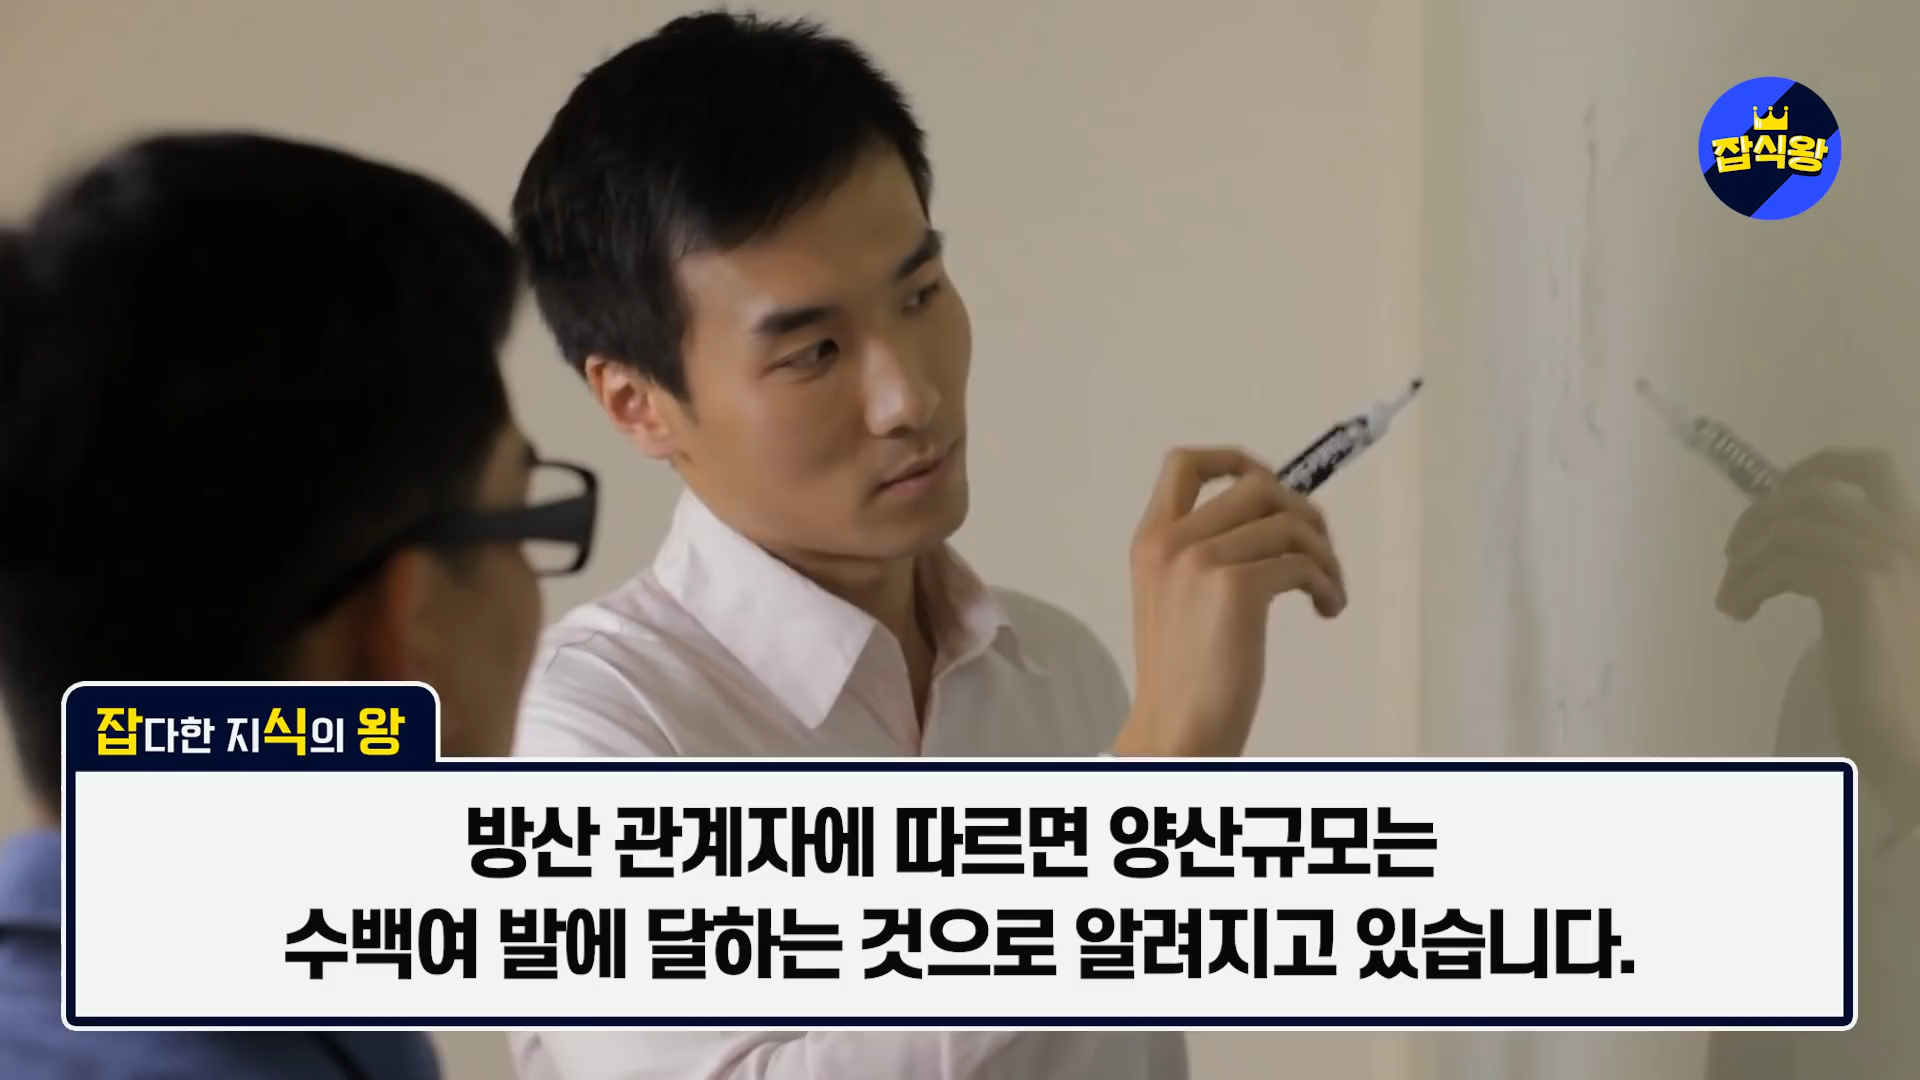 잡식왕
잡다한 지식의 왕
방산 관계자에 따르면 양산규모는
수백여 발에 달하는 것으로 알려지고 있습니다.